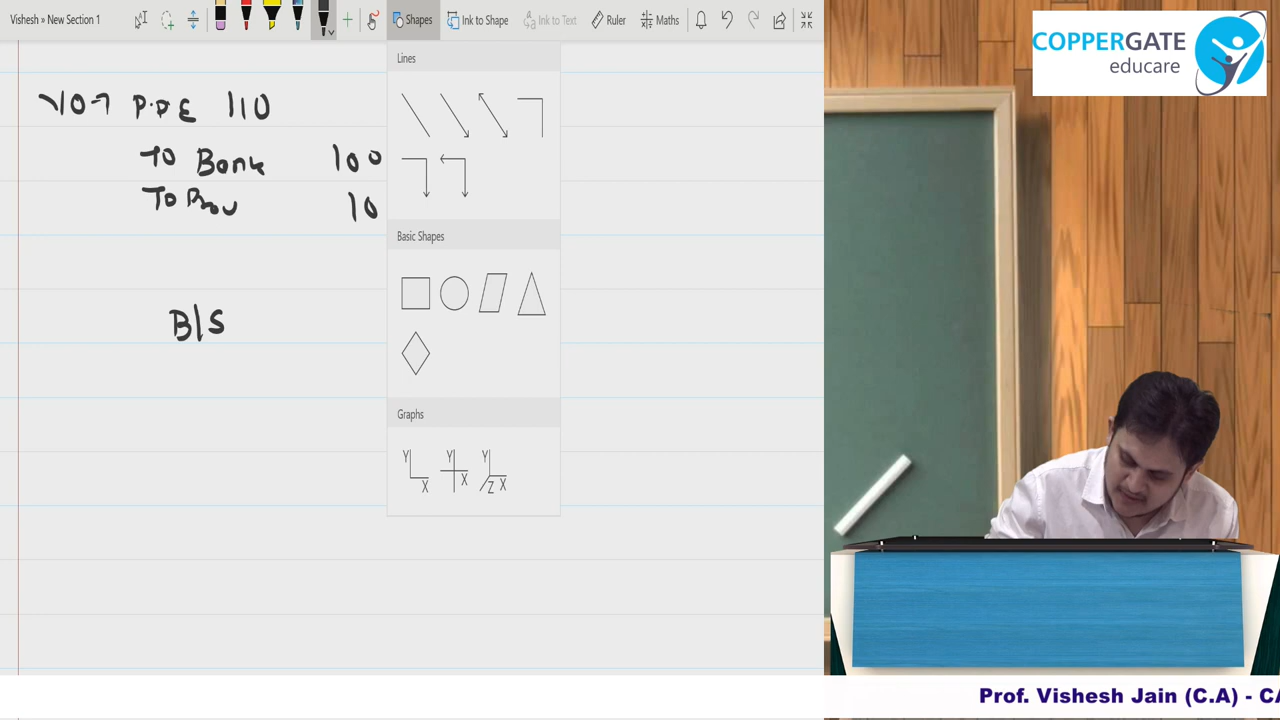 Vishesh » New Section 1
Shapes
Ink to Shape
Ink to Text
Ruler
Maths
Lines
P.P.E 110
To Bank 100
To Prov 10
Basic Shapes
B/S
Graphs
Y X
Y X
Y Z X
COPPERGATE
educare
Prof. Vishesh Jain (C.A) - CA